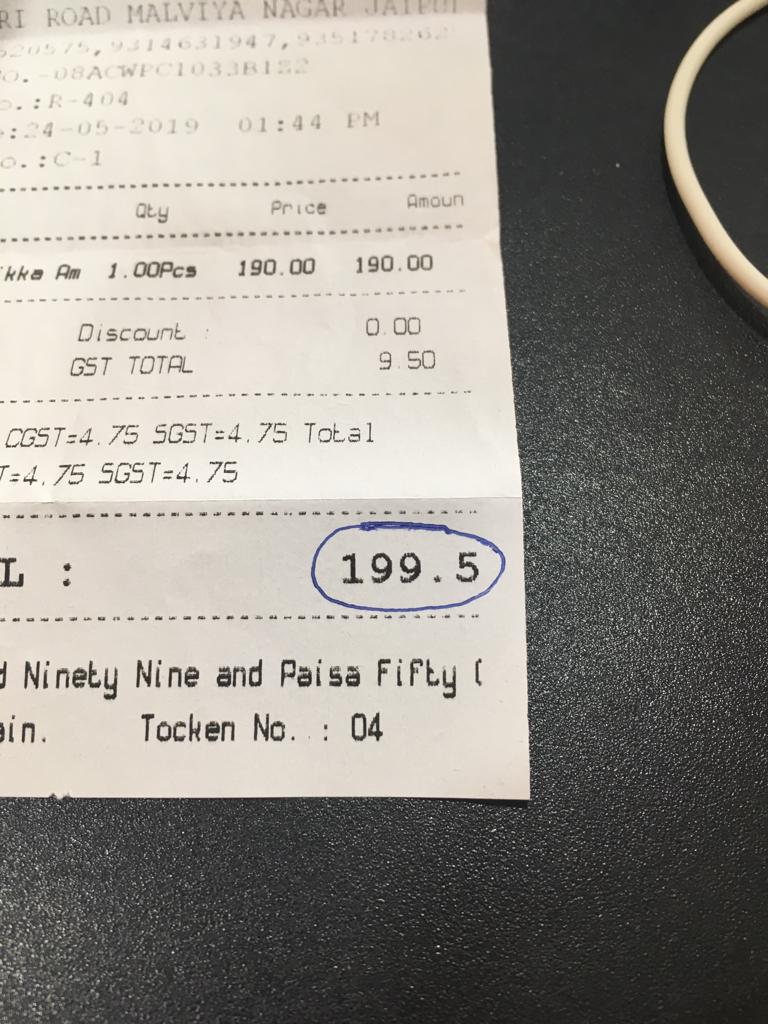 RI ROAD MALVIYA NAGAR JAIPUR
520575,9314631947,935178262
O.-08ACWPC1033B1S2
o.:R-404
:24-05-2019 01:44 PM
o.:C-1
Qty Price Amoun
kka Am 1.00Pcs 190.00 190.00
Discount : 0.00
GST TOTAL 9.50
CGST=4.75 SGST=4.75 Total
T=4.75 SGST=4.75
L : 199.5
d Ninety Nine and Paisa Fifty (
ain. Tocken No. : 04